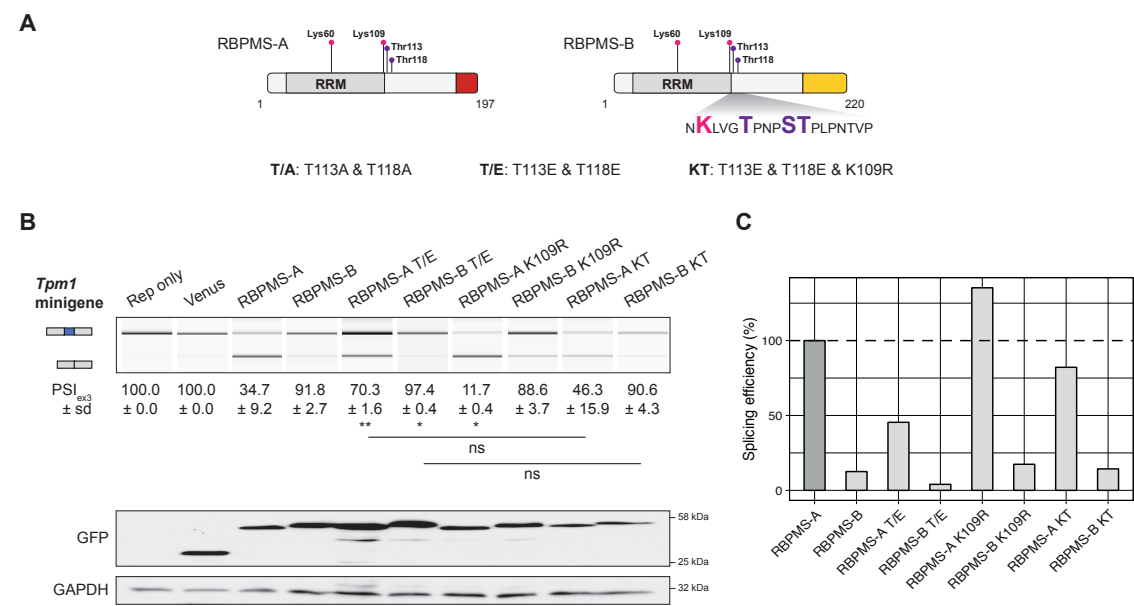 A
RBPMS-A
Lys60
Lys109
Thr113
Thr118
RRM
1
197
RBPMS-B
Lys60
Lys109
Thr113
Thr118
RRM
1
220
NKLVGTPNPSTPLPNTVP
T/A: T113A & T118A
T/E: T113E & T118E
KT: T113E & T118E & K109R
B
Tpm1
minigene
Rep only
Venus
RBPMS-A
RBPMS-B
RBPMS-A T/E
RBPMS-B T/E
RBPMS-A K109R
RBPMS-B K109R
RBPMS-A KT
RBPMS-B KT
PSIex3 100.0 100.0 34.7 91.8 70.3 97.4 11.7 88.6 46.3 90.6
± sd ± 0.0 ± 0.0 ± 9.2 ± 2.7 ± 1.6 ± 0.4 ± 0.4 ± 3.7 ± 15.9 ± 4.3
** * *
ns
ns
GFP
58 kDa
25 kDa
GAPDH
32 kDa
C
Splicing efficiency (%)
100
50
0
RBPMS-A
RBPMS-B
RBPMS-A T/E
RBPMS-B T/E
RBPMS-A K109R
RBPMS-B K109R
RBPMS-A KT
RBPMS-B KT